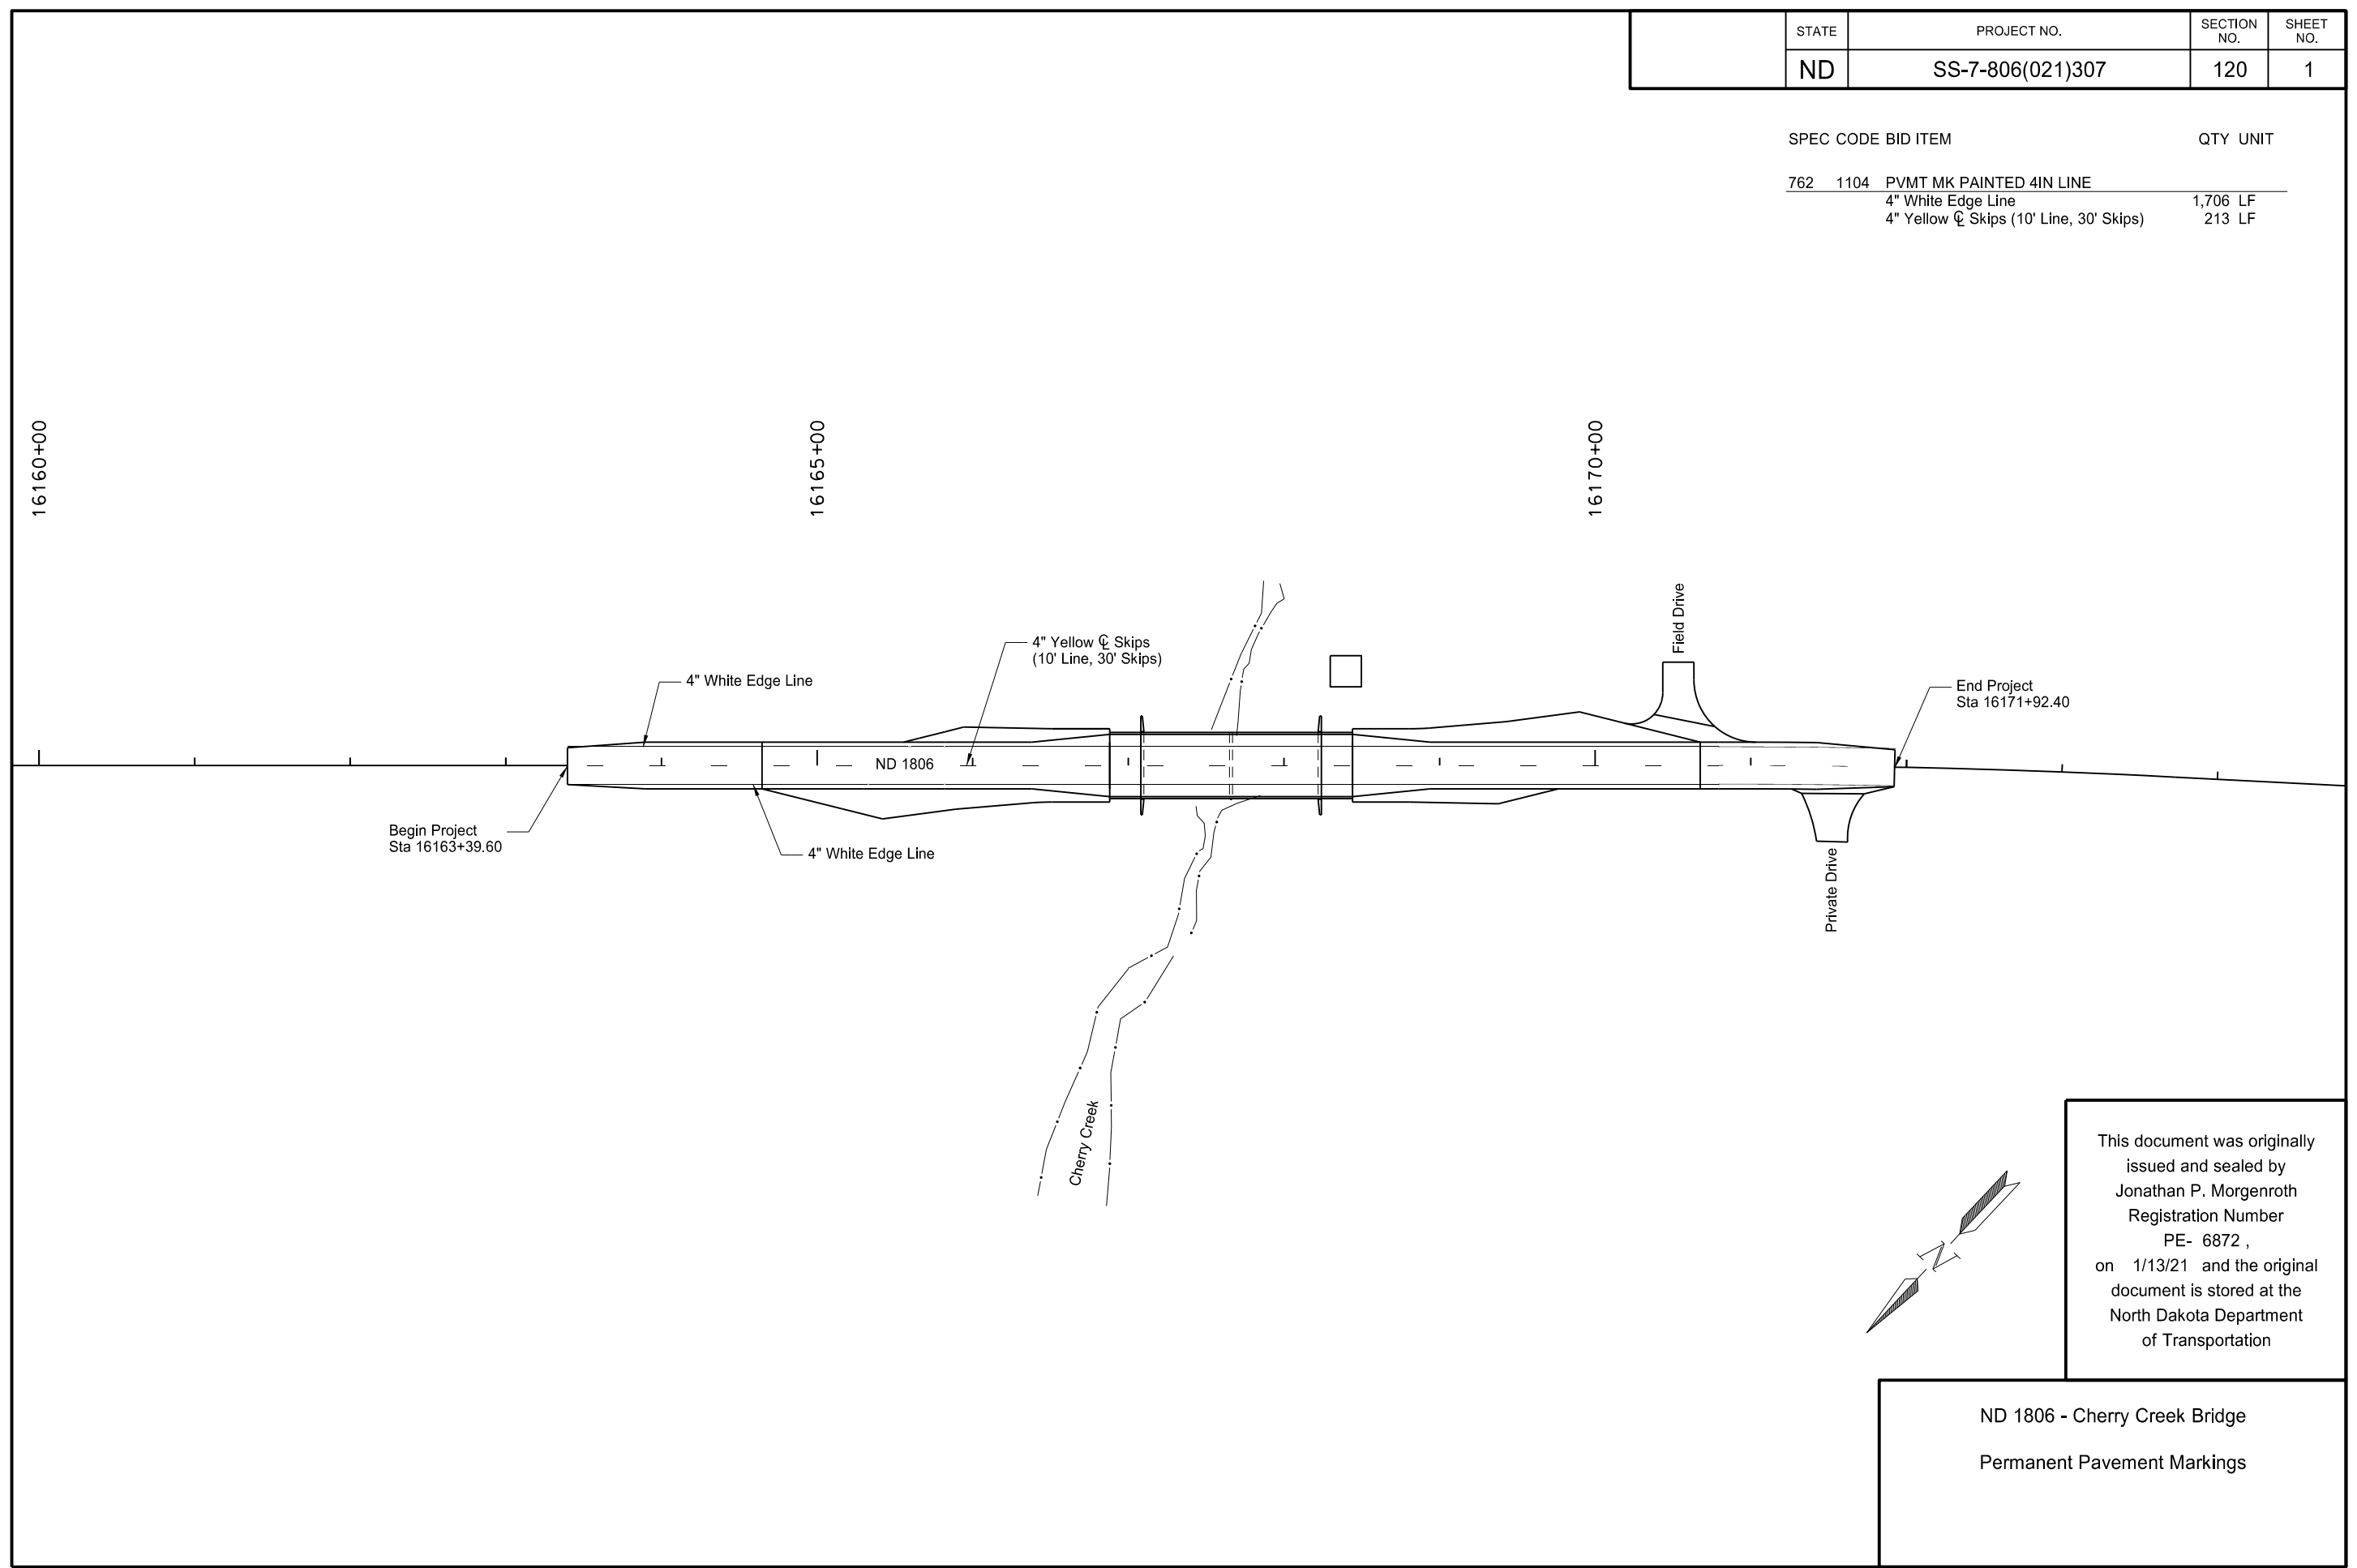 STATE PROJECT NO. SECTION NO. SHEET NO.
ND SS-7-806(021)307 120 1
SPEC CODE BID ITEM QTY UNIT
762 1104 PVMT MK PAINTED 4IN LINE
4" White Edge Line 1,706 LF
4" Yellow ℄ Skips (10' Line, 30' Skips) 213 LF
16160+00
16165+00
16170+00
Field Drive
4" Yellow ℄ Skips
(10' Line, 30' Skips)
4" White Edge Line
End Project
Sta 16171+92.40
ND 1806
Begin Project
Sta 16163+39.60
4" White Edge Line
Private Drive
Cherry Creek
N
This document was originally
issued and sealed by
Jonathan P. Morgenroth
Registration Number
PE- 6872 ,
on 1/13/21 and the original
document is stored at the
North Dakota Department
of Transportation
ND 1806 - Cherry Creek Bridge
Permanent Pavement Markings